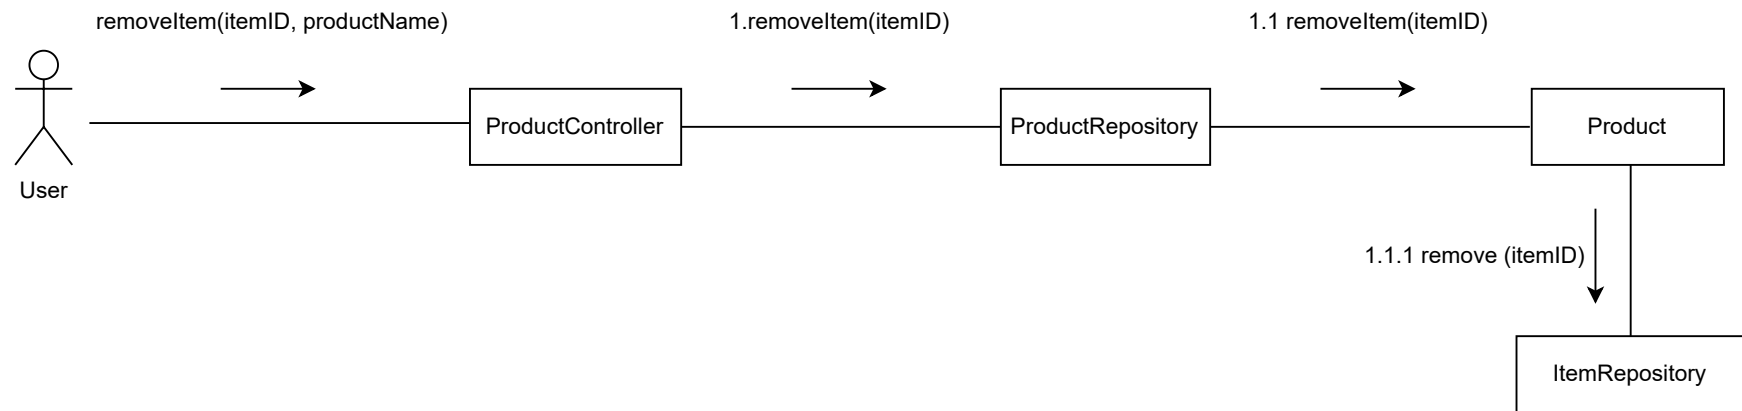 removeItem(itemID, productName)
1.removeItem(itemID)
1.1 removeItem(itemID)
ProductController
ProductRepository
Product
User
1.1.1 remove (itemID)
ItemRepository